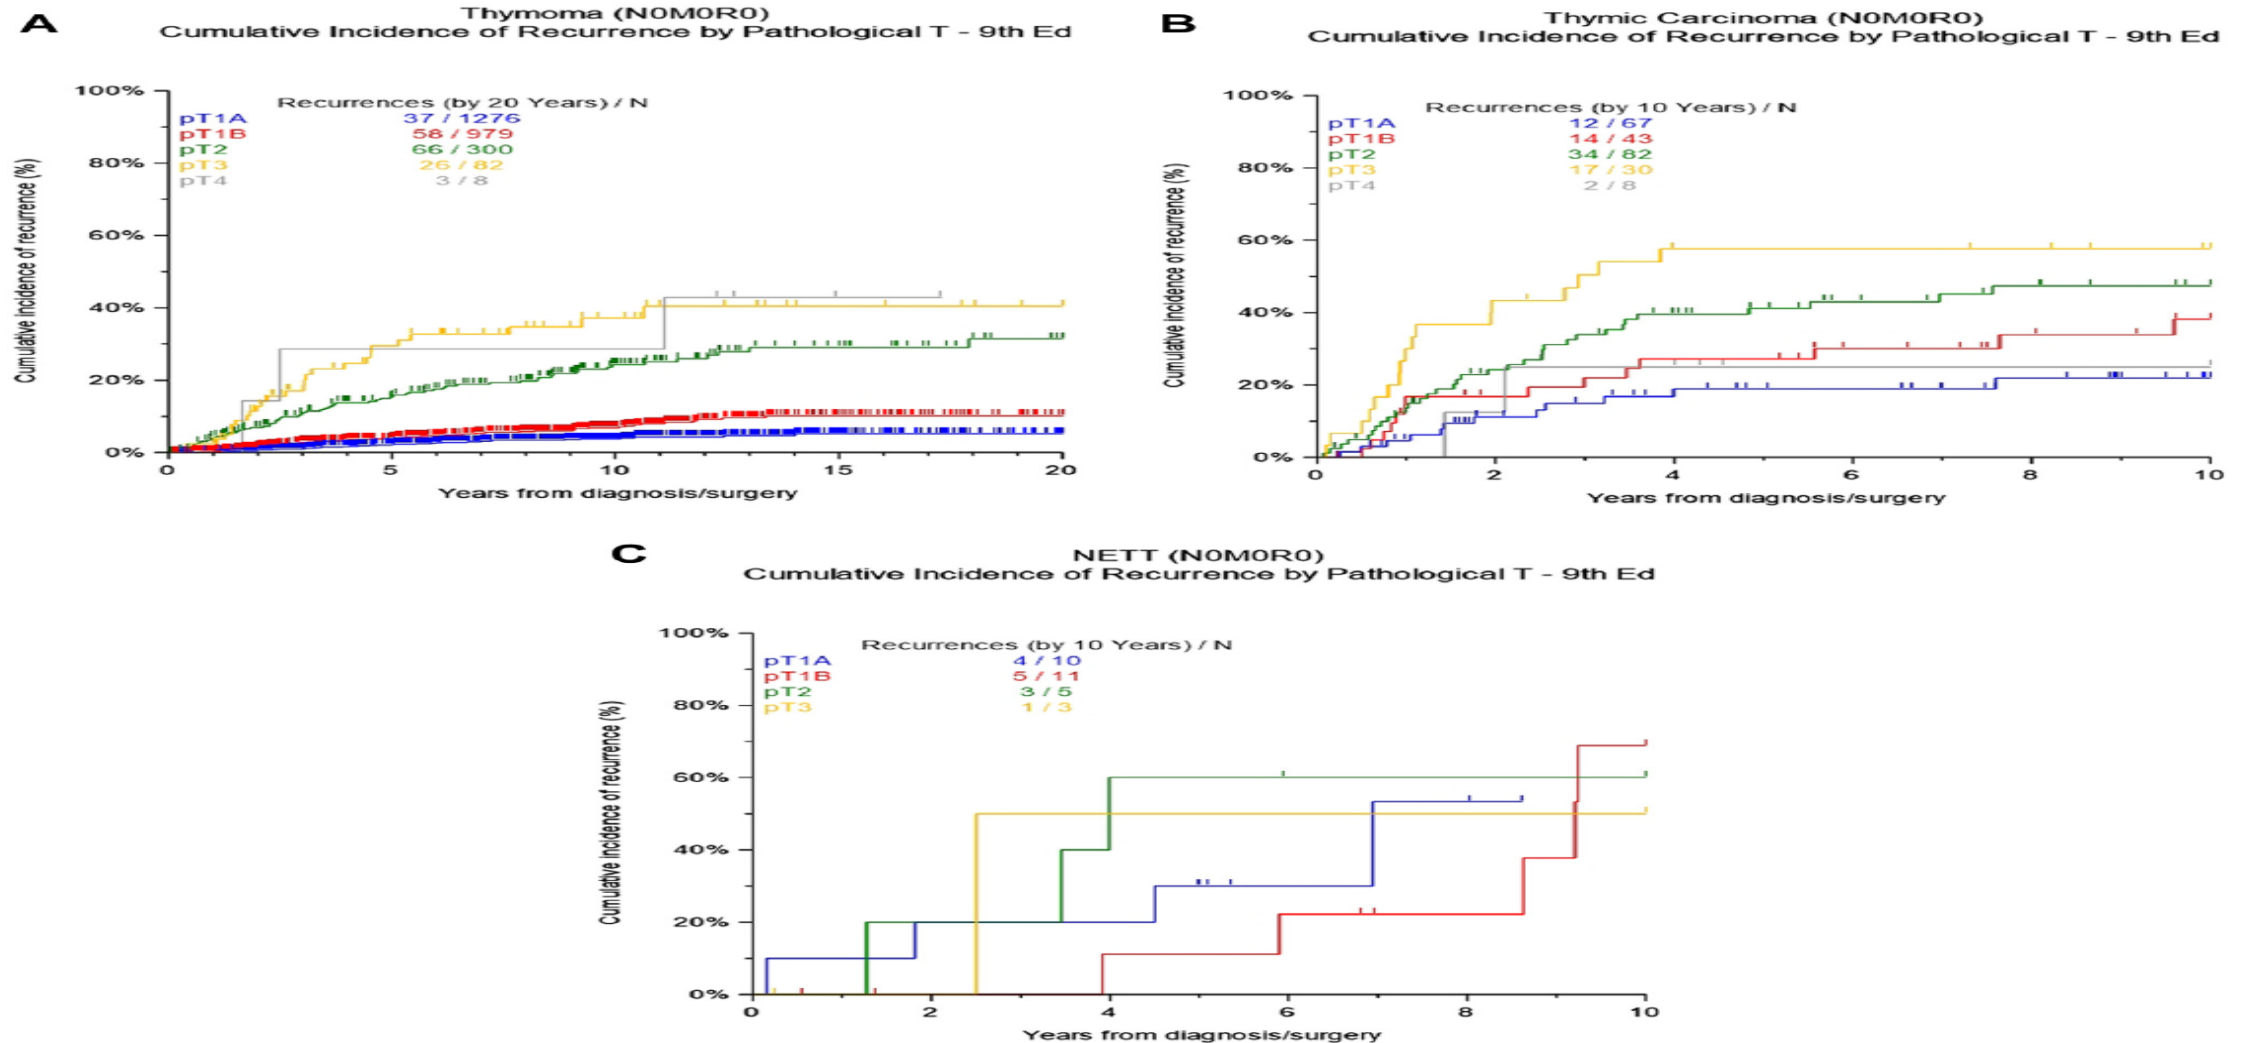 A
Thymoma (N0M0R0)
Cumulative Incidence of Recurrence by Pathological T - 9th Ed
Recurrences (by 20 Years) / N
pT1A 37 / 1276
pT1B 58 / 979
pT2 66 / 300
pT3 26 / 82
pT4 3 / 8
Cumulative incidence of recurrence (%)
100%
80%
60%
40%
20%
0%
0 5 10 15 20
Years from diagnosis/surgery
B
Thymic Carcinoma (N0M0R0)
Cumulative Incidence of Recurrence by Pathological T - 9th Ed
Recurrences (by 10 Years) / N
pT1A 12 / 67
pT1B 14 / 43
pT2 34 / 82
pT3 17 / 30
pT4 2 / 8
Cumulative incidence of recurrence (%)
100%
80%
60%
40%
20%
0%
0 2 4 6 8 10
Years from diagnosis/surgery
C
NETT (N0M0R0)
Cumulative Incidence of Recurrence by Pathological T - 9th Ed
Recurrences (by 10 Years) / N
pT1A 4 / 10
pT1B 5 / 11
pT2 3 / 5
pT3 1 / 3
Cumulative incidence of recurrence (%)
100%
80%
60%
40%
20%
0%
0 2 4 6 8 10
Years from diagnosis/surgery